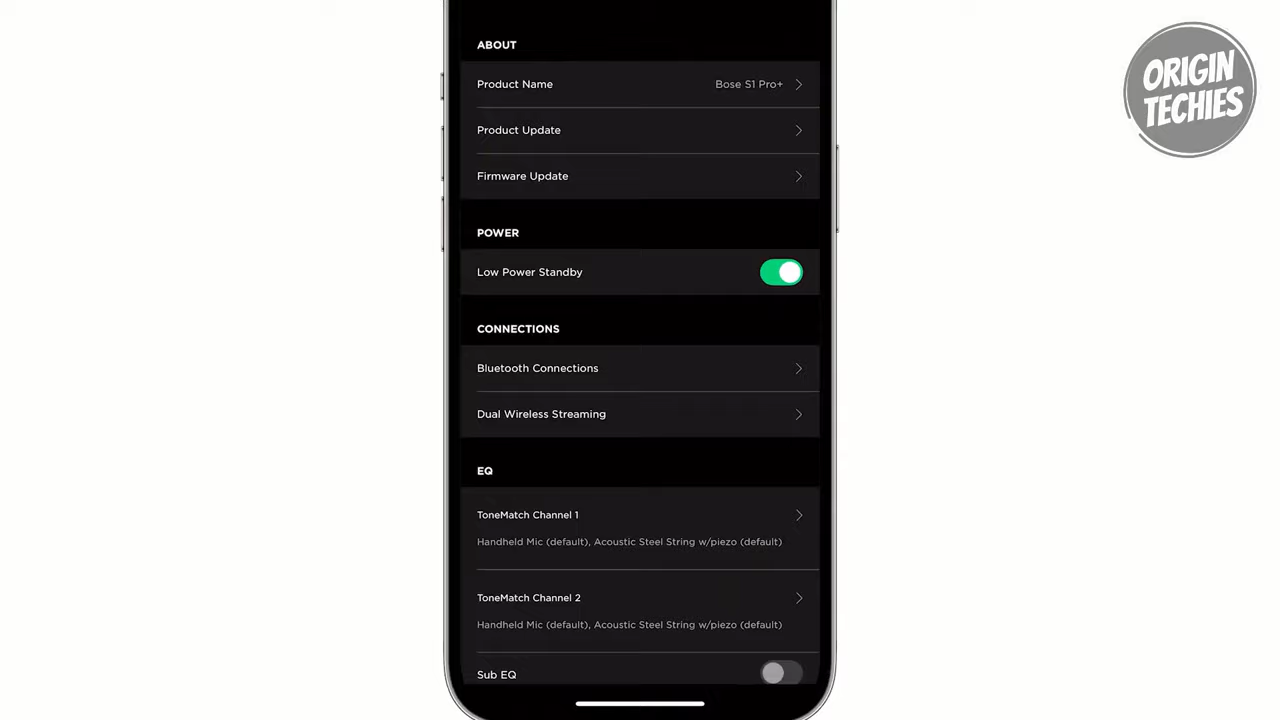 ORIGIN
TECHIES
ABOUT
Product Name Bose S1 Pro+
Product Update
Firmware Update
POWER
Low Power Standby
CONNECTIONS
Bluetooth Connections
Dual Wireless Streaming
EQ
ToneMatch Channel 1
Handheld Mic (default), Acoustic Steel String w/piezo (default)
ToneMatch Channel 2
Handheld Mic (default), Acoustic Steel String w/piezo (default)
Sub EQ